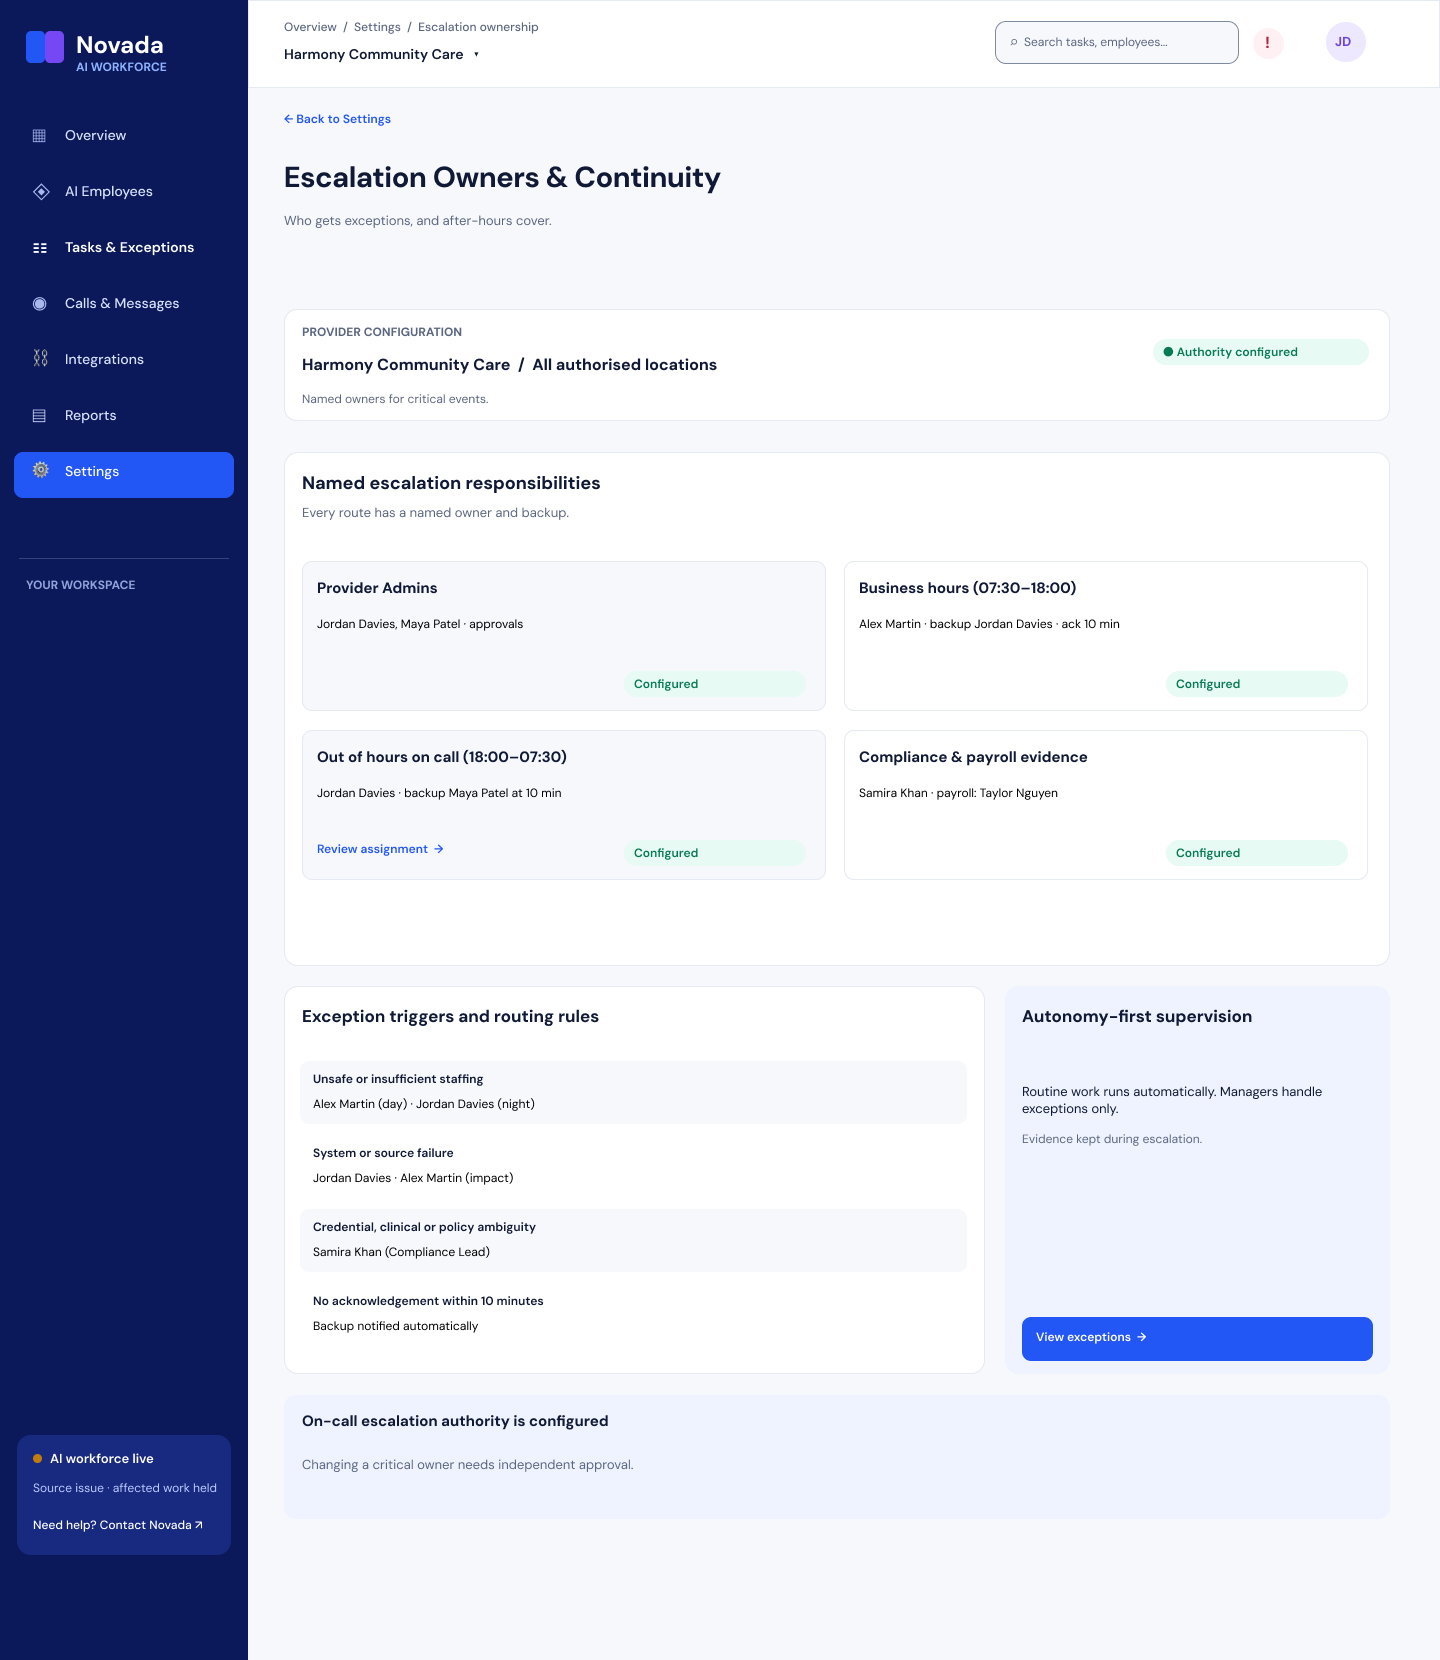 Novada
AI WORKFORCE
Overview
AI Employees
Tasks & Exceptions
Calls & Messages
Integrations
Reports
Settings
YOUR WORKSPACE
AI workforce live
Source issue · affected work held
Need help? Contact Novada ↗
Overview / Settings / Escalation ownership
Harmony Community Care ▾
Search tasks, employees...
!
JD
← Back to Settings
Escalation Owners & Continuity
Who gets exceptions, and after-hours cover.
PROVIDER CONFIGURATION
Harmony Community Care / All authorised locations
Named owners for critical events.
● Authority configured
Named escalation responsibilities
Every route has a named owner and backup.
Provider Admins
Jordan Davies, Maya Patel · approvals
Configured
Business hours (07:30–18:00)
Alex Martin · backup Jordan Davies · ack 10 min
Configured
Out of hours on call (18:00–07:30)
Jordan Davies · backup Maya Patel at 10 min
Review assignment →
Configured
Compliance & payroll evidence
Samira Khan · payroll: Taylor Nguyen
Configured
Exception triggers and routing rules
Unsafe or insufficient staffing
Alex Martin (day) · Jordan Davies (night)
System or source failure
Jordan Davies · Alex Martin (impact)
Credential, clinical or policy ambiguity
Samira Khan (Compliance Lead)
No acknowledgement within 10 minutes
Backup notified automatically
Autonomy-first supervision
Routine work runs automatically. Managers handle
exceptions only.
Evidence kept during escalation.
View exceptions →
On-call escalation authority is configured
Changing a critical owner needs independent approval.